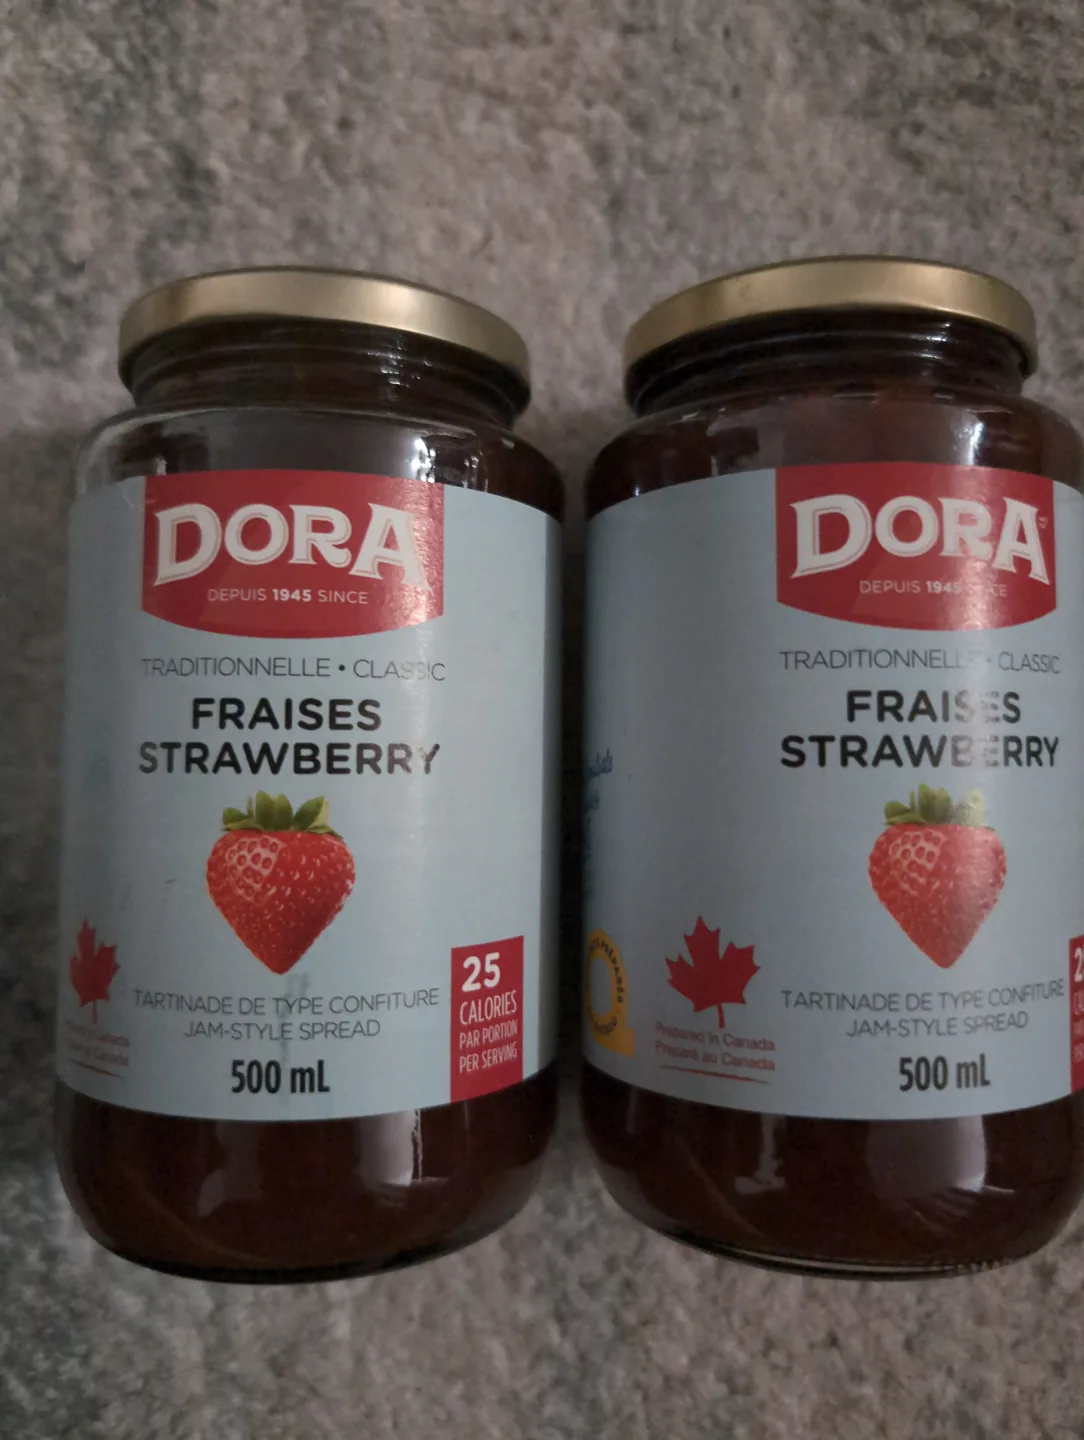 DORA
DEPUIS 1945 SINCE
TRADITIONNELLE • CLASSIC
FRAISES
STRAWBERRY
TARTINADE DE TYPE CONFITURE
JAM-STYLE SPREAD
500 mL
25
CALORIES
PAR PORTION
PER SERVING
Canada
Canada
DORA
DEPUIS 1945
TRADITIONNELLE • CLASSIC
FRAISES
STRAWBERRY
Prepared in Canada
Préparé au Canada
TARTINADE DE TYPE CONFITURE
JAM-STYLE SPREAD
500 mL